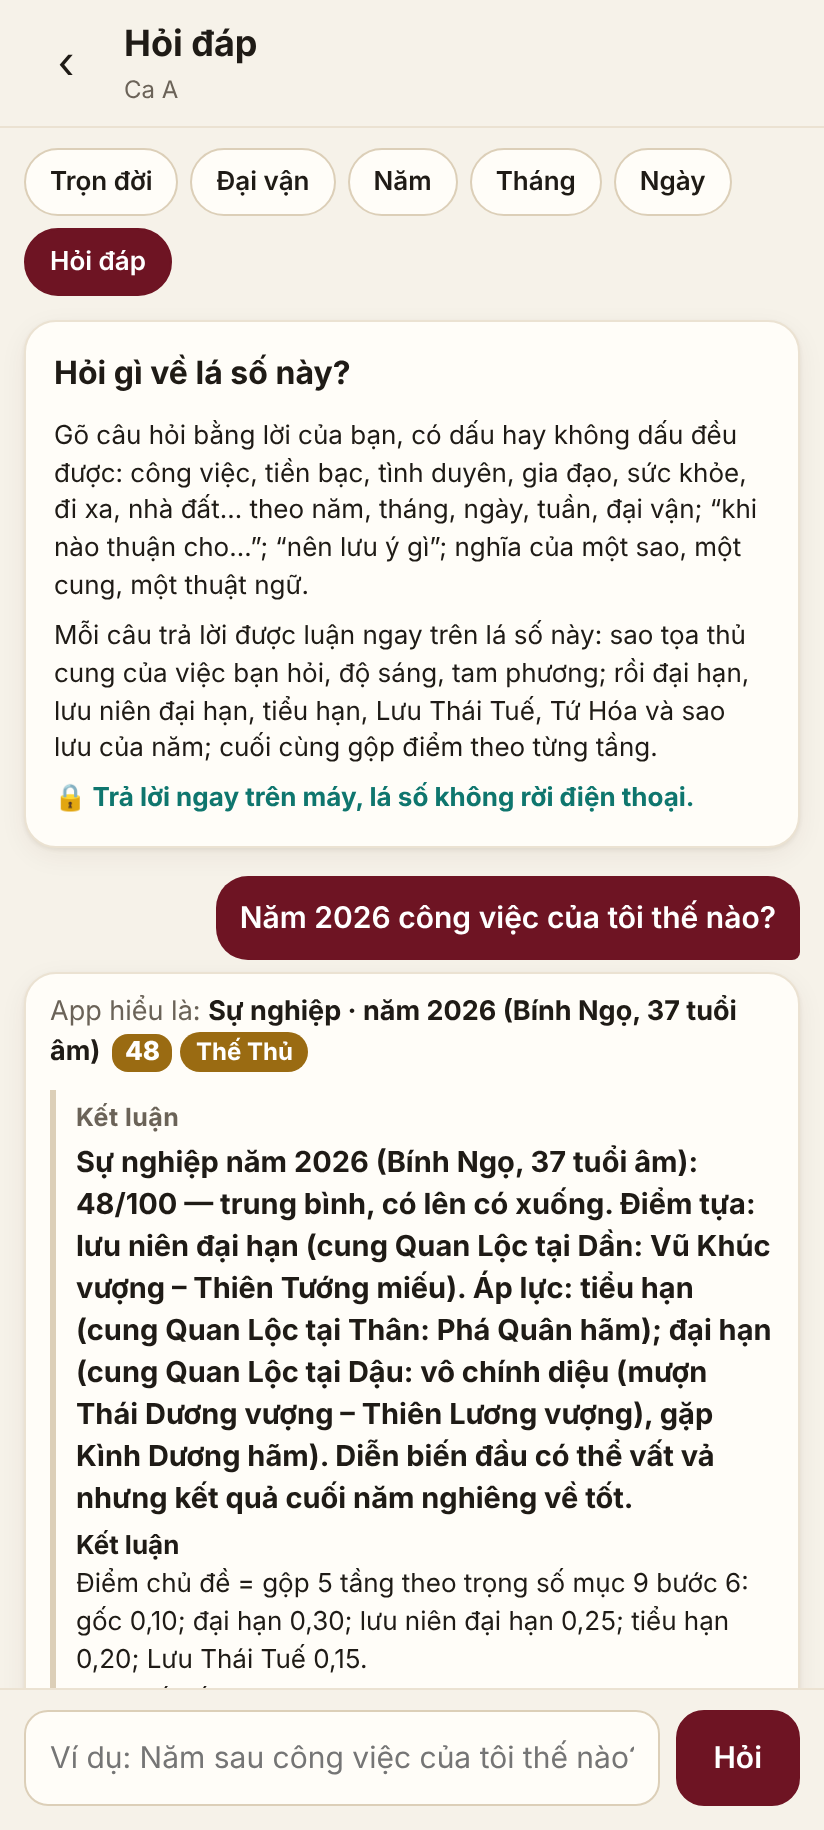 ‹
Hỏi đáp
Ca A
Trọn đời
Đại vận
Năm
Tháng
Ngày
Hỏi đáp
Hỏi gì về lá số này?
Gõ câu hỏi bằng lời của bạn, có dấu hay không dấu đều
được: công việc, tiền bạc, tình duyên, gia đạo, sức khỏe,
đi xa, nhà đất... theo năm, tháng, ngày, tuần, đại vận; “khi
nào thuận cho...”; “nên lưu ý gì”; nghĩa của một sao, một
cung, một thuật ngữ.
Mỗi câu trả lời được luận ngay trên lá số này: sao tọa thủ
cung của việc bạn hỏi, độ sáng, tam phương; rồi đại hạn,
lưu niên đại hạn, tiểu hạn, Lưu Thái Tuế, Tứ Hóa và sao
lưu của năm; cuối cùng gộp điểm theo từng tầng.
🔒 Trả lời ngay trên máy, lá số không rời điện thoại.
Năm 2026 công việc của tôi thế nào?
App hiểu là: Sự nghiệp · năm 2026 (Bính Ngọ, 37 tuổi
âm) 48 Thế Thủ
Kết luận
Sự nghiệp năm 2026 (Bính Ngọ, 37 tuổi âm):
48/100 — trung bình, có lên có xuống. Điểm tựa:
lưu niên đại hạn (cung Quan Lộc tại Dần: Vũ Khúc
vượng – Thiên Tướng miếu). Áp lực: tiểu hạn
(cung Quan Lộc tại Thân: Phá Quân hãm); đại hạn
(cung Quan Lộc tại Dậu: vô chính diệu (mượn
Thái Dương vượng – Thiên Lương vượng), gặp
Kình Dương hãm). Diễn biến đầu có thể vất vả
nhưng kết quả cuối năm nghiêng về tốt.
Kết luận
Điểm chủ đề = gộp 5 tầng theo trọng số mục 9 bước 6:
gốc 0,10; đại hạn 0,30; lưu niên đại hạn 0,25; tiểu hạn
0,20; Lưu Thái Tuế 0,15.
Ví dụ: Năm sau công việc của tôi thế nào?
Hỏi